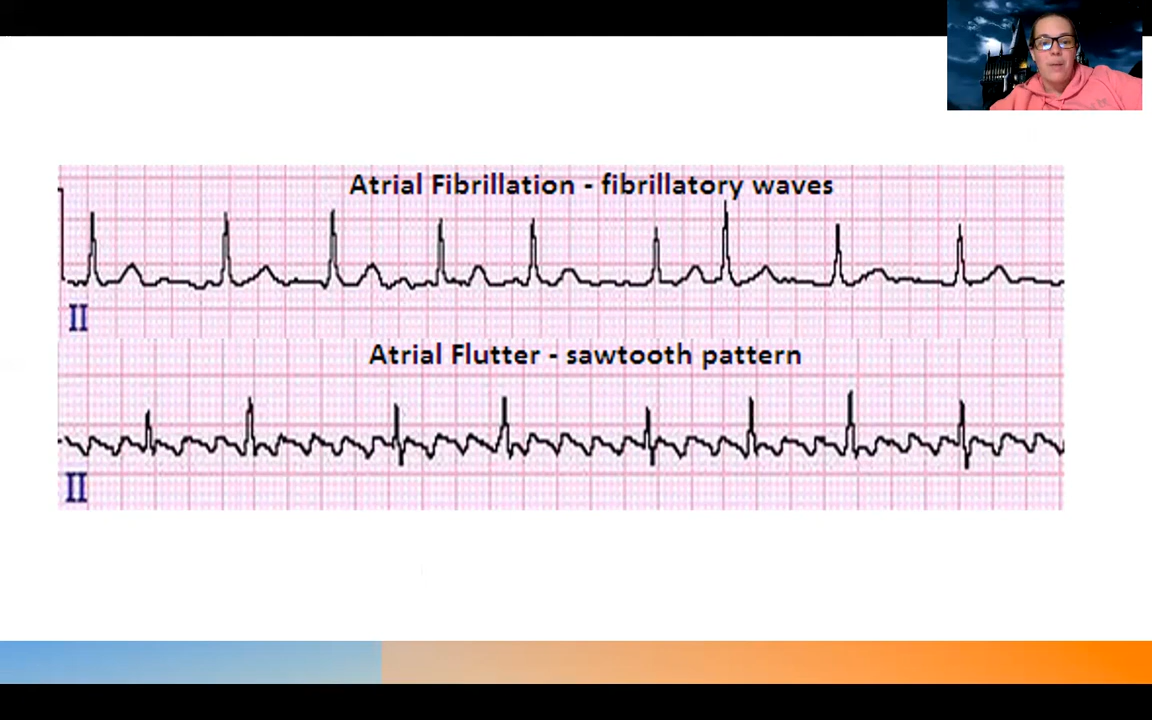 Atrial Fibrillation - fibrillatory waves
II
Atrial Flutter - sawtooth pattern
II